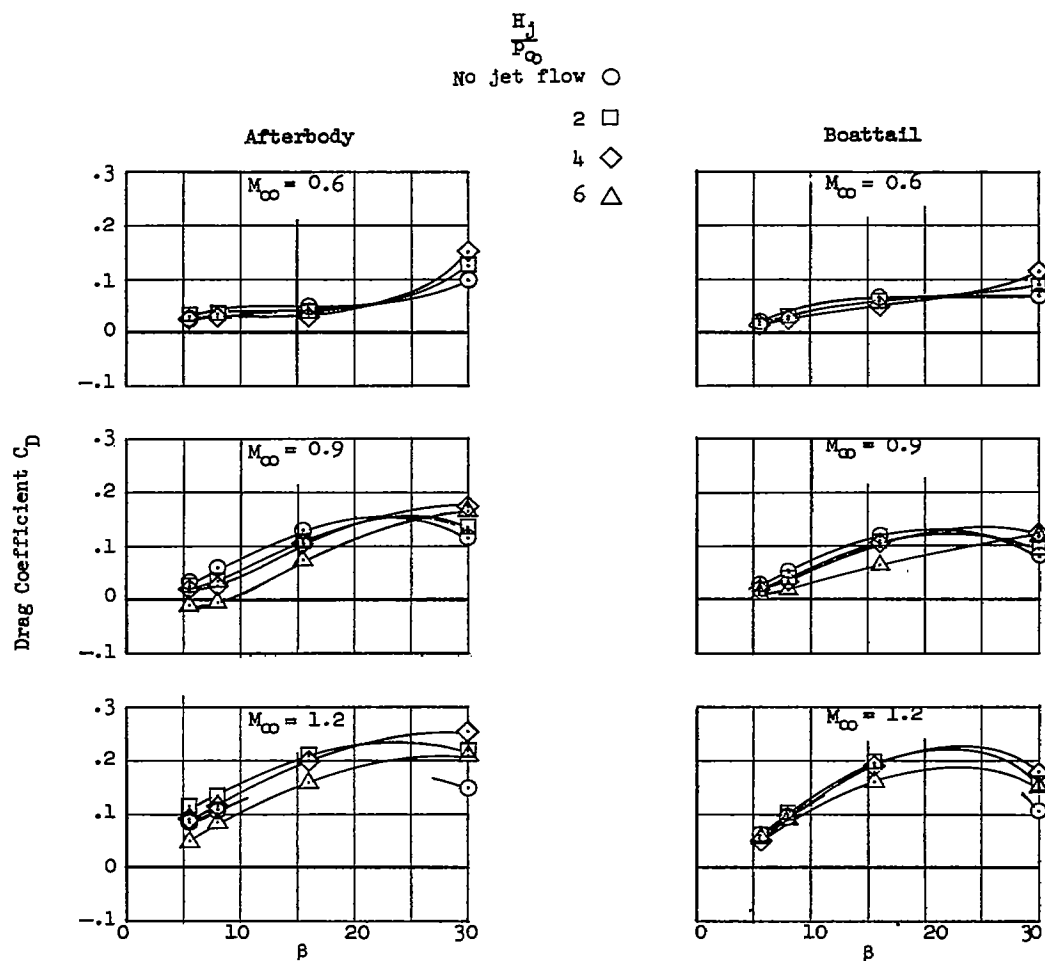 H_j
p_∞
No jet flow
2
4
6
Afterbody
Boattail
.3
.2
.1
0
-.1
M_∞ = 0.6
M_∞ = 0.6
Drag Coefficient C_D
.3
.2
.1
0
-.1
M_∞ = 0.9
M_∞ = 0.9
.3
.2
.1
0
-.1
M_∞ = 1.2
M_∞ = 1.2
0 10 20 30
β
0 10 20 30
β